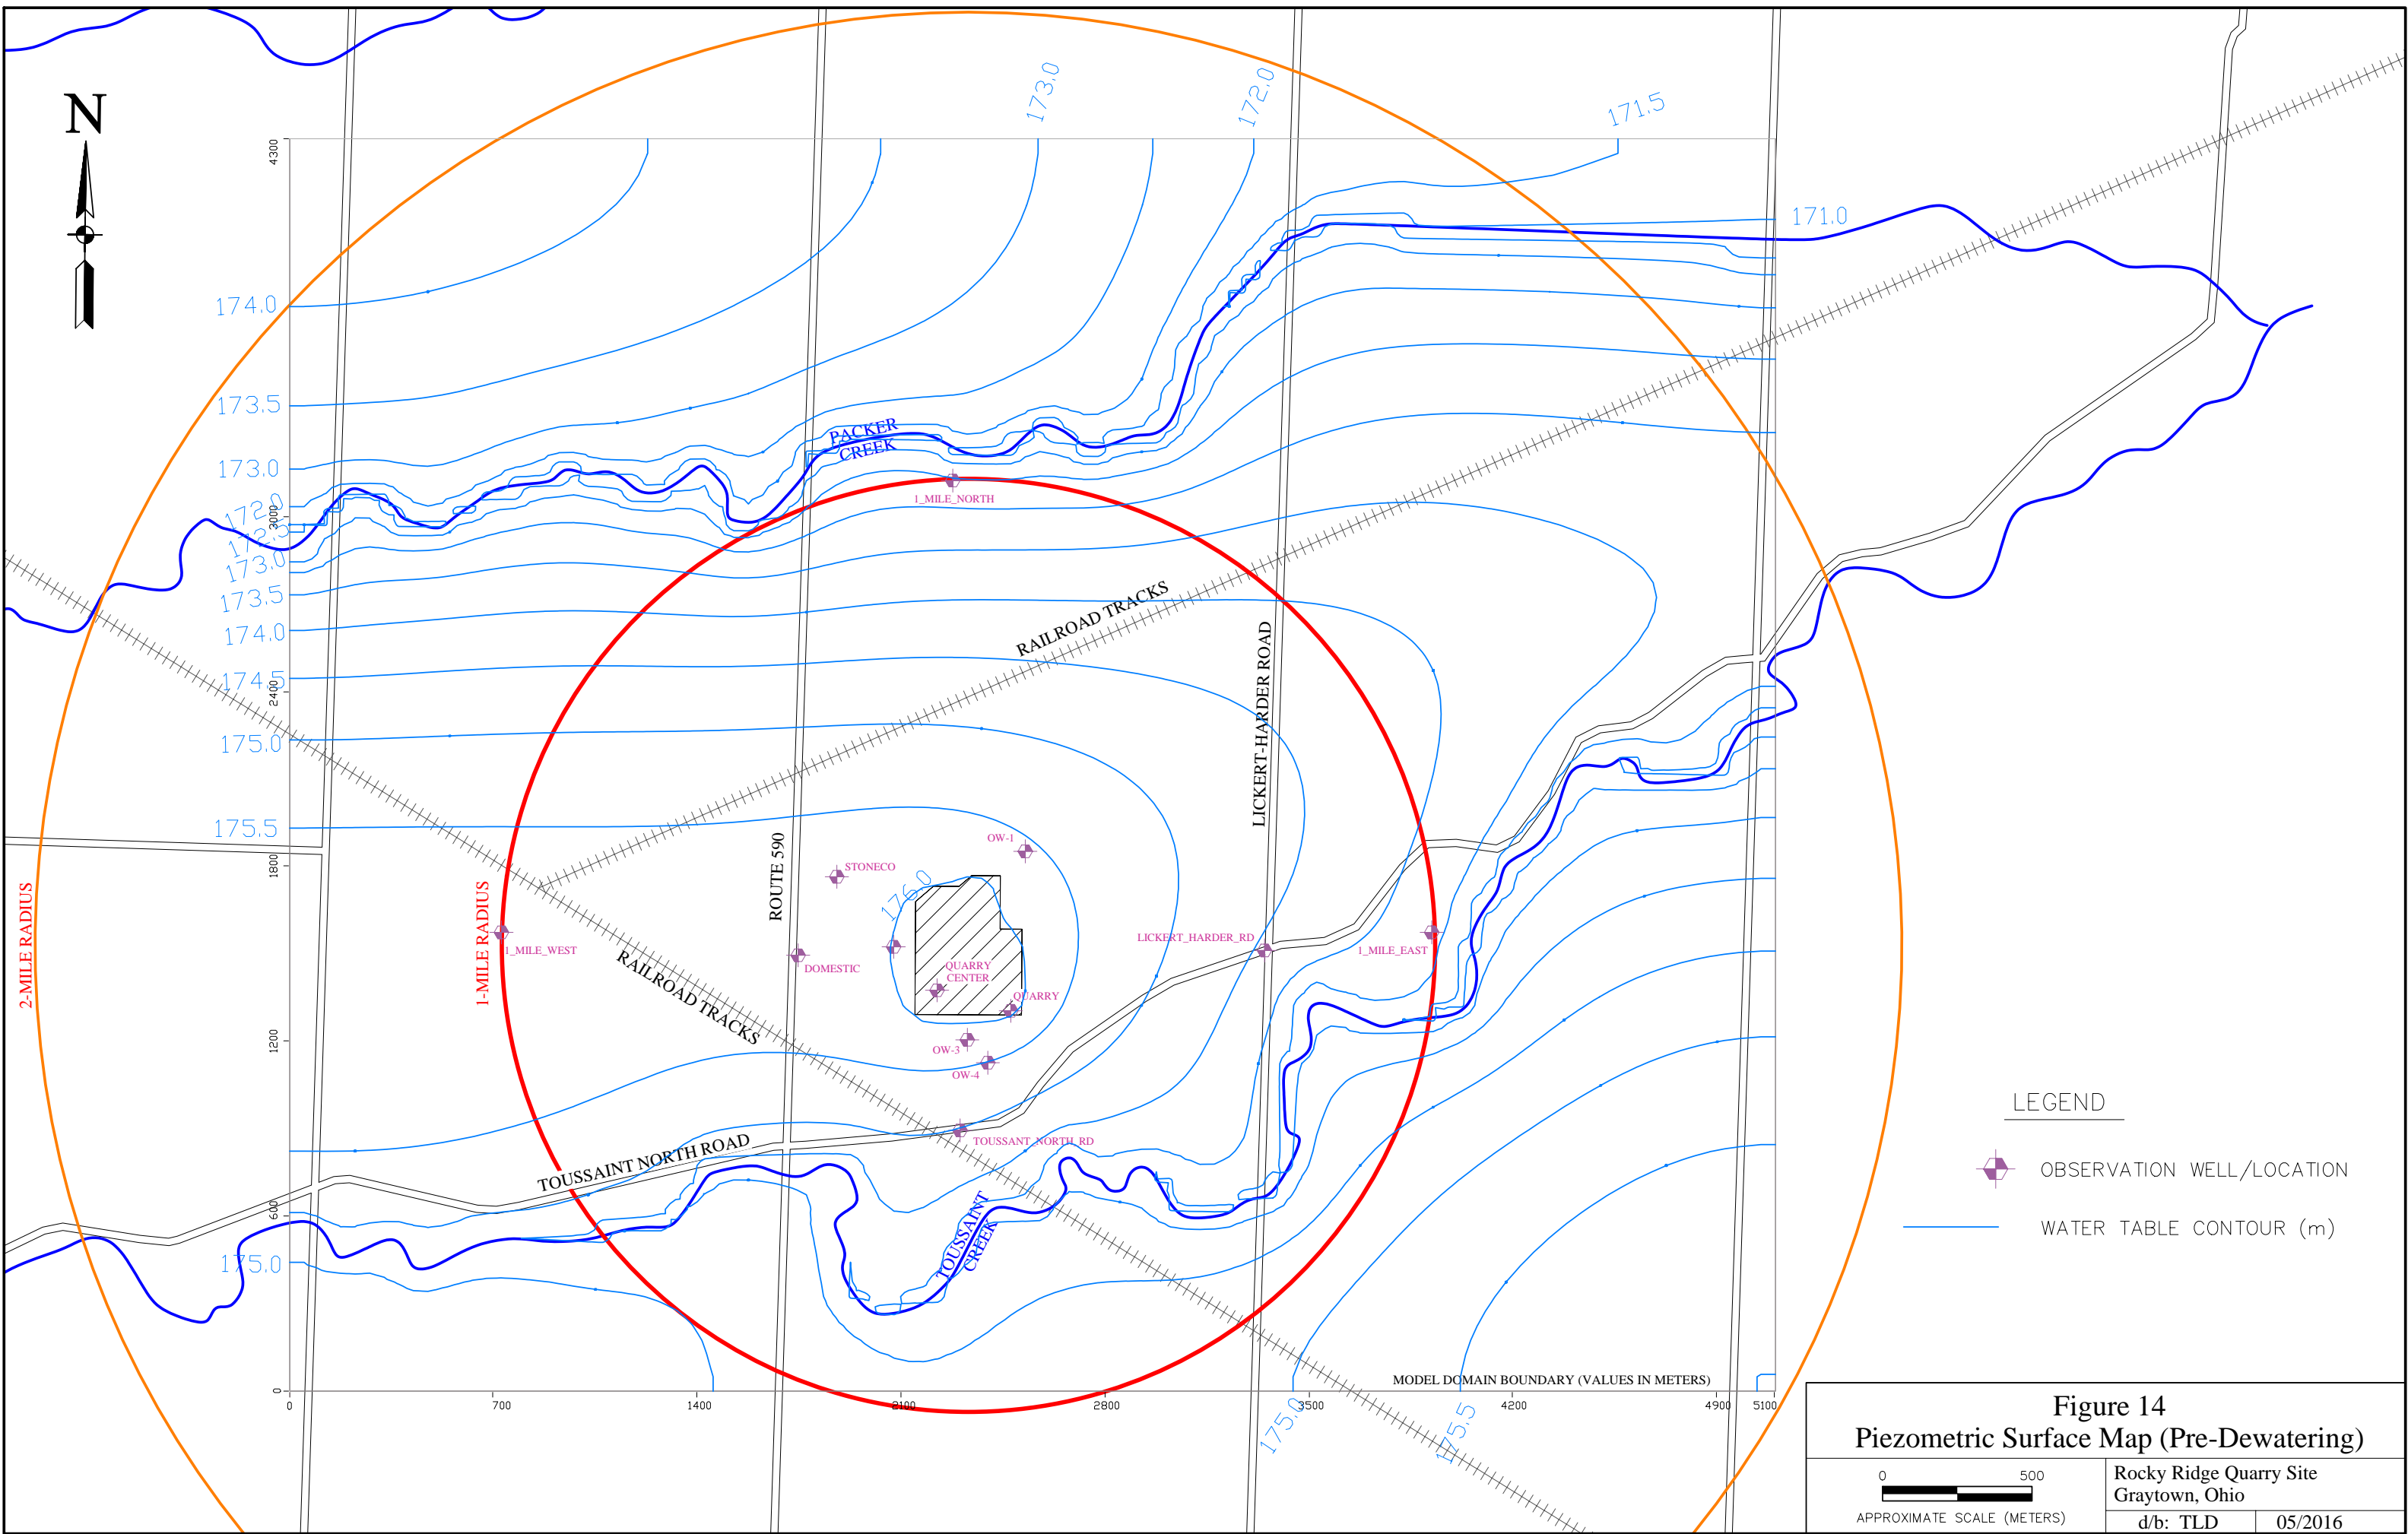 N
173.0
172.0
171.5
171.0
4300
174.0
173.5
173.0
172.0
3000
172.5
173.0
173.5
174.0
174.5
2400
175.0
175.5
1800
1200
600
175.0
0
0
700
1400
2100
2800
3500
4200
4900
5100
175.0
175.5
176.0
PACKER
CREEK
1_MILE_NORTH
RAILROAD TRACKS
LICKERT-HARDER ROAD
ROUTE 590
OW-1
STONECO
2-MILE RADIUS
1-MILE RADIUS
1_MILE_WEST
DOMESTIC
QUARRY
CENTER
QUARRY
LICKERT_HARDER_RD
1_MILE_EAST
RAILROAD TRACKS
OW-3
OW-4
TOUSSANT_NORTH_RD
TOUSSAINT NORTH ROAD
TOUSSAINT
CREEK
MODEL DOMAIN BOUNDARY (VALUES IN METERS)
LEGEND
OBSERVATION WELL/LOCATION
WATER TABLE CONTOUR (m)
Figure 14
Piezometric Surface Map (Pre-Dewatering)
0 500
APPROXIMATE SCALE (METERS)
Rocky Ridge Quarry Site
Graytown, Ohio
d/b: TLD 05/2016